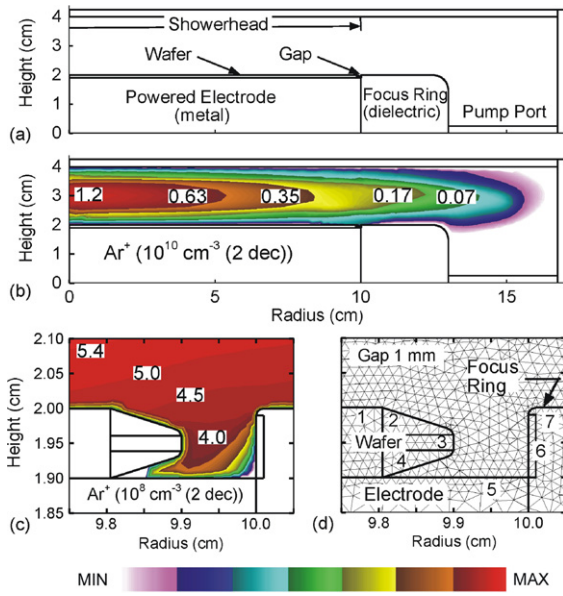 4
3
2
1
0
Height (cm)
Showerhead
Wafer
Gap
Powered Electrode
(metal)
Focus Ring
(dielectric)
Pump Port
(a)
4
3
2
1
0
Height (cm)
1.2
0.63
0.35
0.17
0.07
Ar⁺ (10¹⁰ cm⁻³ (2 dec))
(b)
0 5 10 15
Radius (cm)
2.10
2.05
2.00
1.95
1.90
Height (cm)
5.4
5.0
4.5
4.0
Ar⁺ (10⁸ cm⁻³ (2 dec))
(c)
9.8 9.9 10.0
Radius (cm)
Gap 1 mm
Focus
Ring
1 2
7
Wafer 3
6
4
5
Electrode
(d)
9.8 9.9 10.0
Radius (cm)
MIN MAX